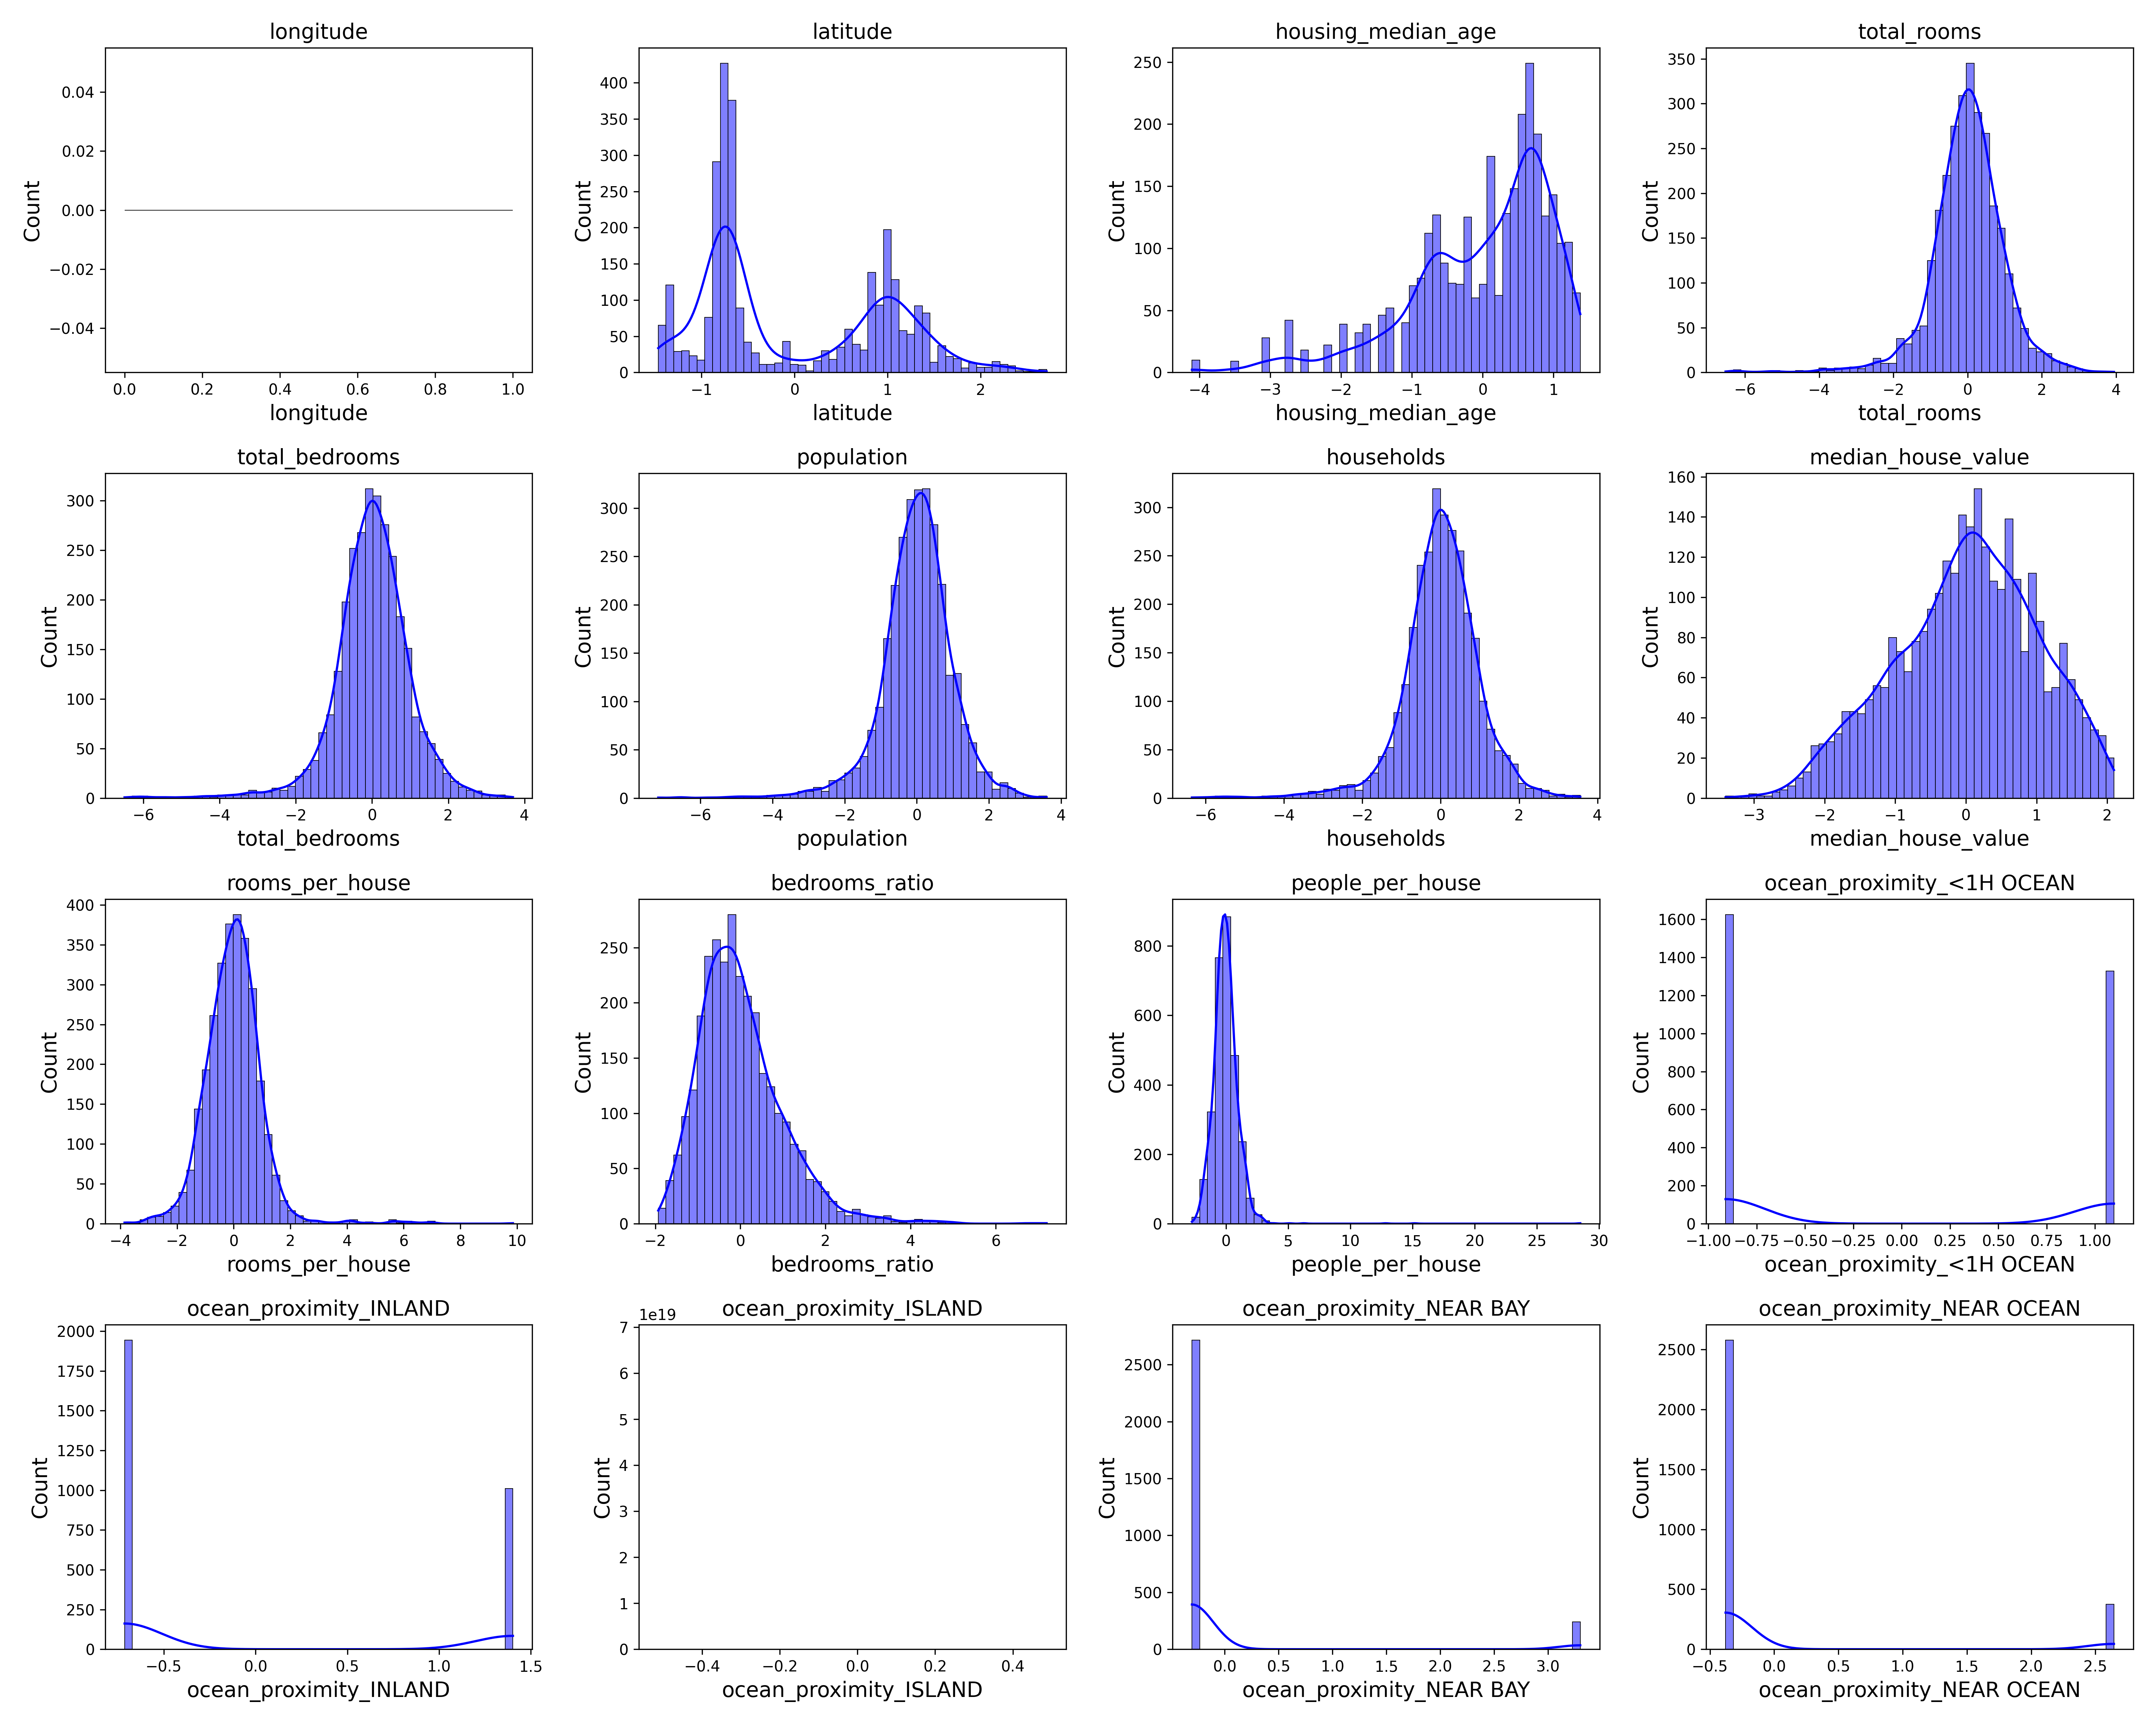 longitude
0.04
0.02
0.00
−0.02
−0.04
Count
0.0 0.2 0.4 0.6 0.8 1.0
longitude
latitude
400
350
300
250
200
150
100
50
0
Count
−1 0 1 2
latitude
housing_median_age
250
200
150
100
50
0
Count
−4 −3 −2 −1 0 1
housing_median_age
total_rooms
350
300
250
200
150
100
50
0
Count
−6 −4 −2 0 2 4
total_rooms
total_bedrooms
300
250
200
150
100
50
0
Count
−6 −4 −2 0 2 4
total_bedrooms
population
300
250
200
150
100
50
0
Count
−6 −4 −2 0 2 4
population
households
300
250
200
150
100
50
0
Count
−6 −4 −2 0 2 4
households
median_house_value
160
140
120
100
80
60
40
20
0
Count
−3 −2 −1 0 1 2
median_house_value
rooms_per_house
400
350
300
250
200
150
100
50
0
Count
−4 −2 0 2 4 6 8 10
rooms_per_house
bedrooms_ratio
250
200
150
100
50
0
Count
−2 0 2 4 6
bedrooms_ratio
people_per_house
800
600
400
200
0
Count
0 5 10 15 20 25 30
people_per_house
ocean_proximity_<1H OCEAN
1600
1400
1200
1000
800
600
400
200
0
Count
−1.00 −0.75 −0.50 −0.25 0.00 0.25 0.50 0.75 1.00
ocean_proximity_<1H OCEAN
ocean_proximity_INLAND
2000
1750
1500
1250
1000
750
500
250
0
Count
−0.5 0.0 0.5 1.0 1.5
ocean_proximity_INLAND
ocean_proximity_ISLAND
1e19
7
6
5
4
3
2
1
0
Count
−0.4 −0.2 0.0 0.2 0.4
ocean_proximity_ISLAND
ocean_proximity_NEAR BAY
2500
2000
1500
1000
500
0
Count
0.0 0.5 1.0 1.5 2.0 2.5 3.0
ocean_proximity_NEAR BAY
ocean_proximity_NEAR OCEAN
2500
2000
1500
1000
500
0
Count
−0.5 0.0 0.5 1.0 1.5 2.0 2.5
ocean_proximity_NEAR OCEAN